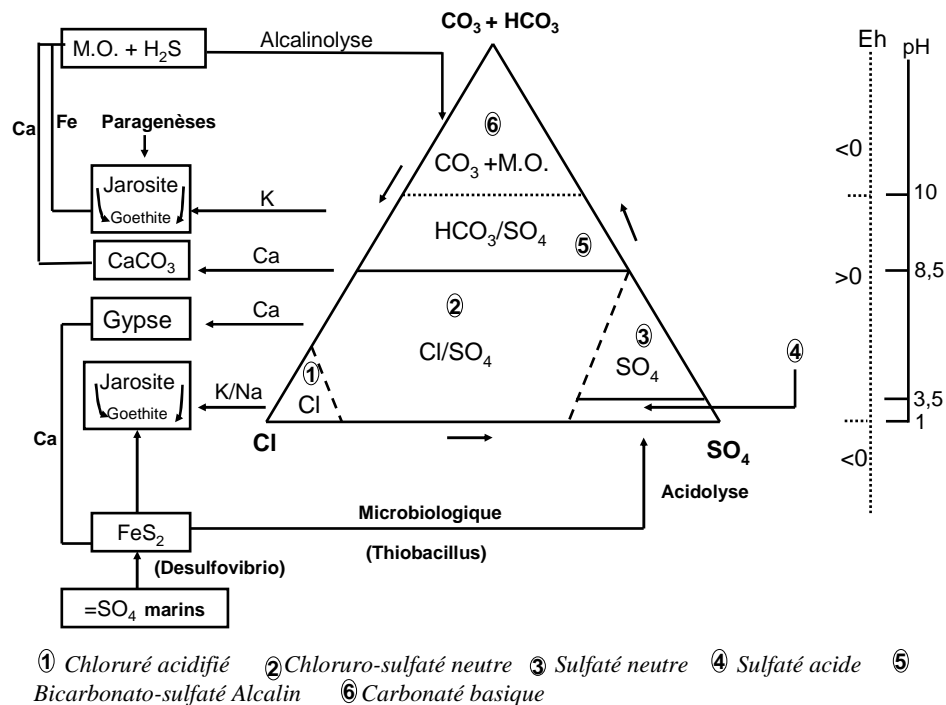 CO₃ + HCO₃
M.O. + H₂S
Alcalinolyse
Eh
pH
Ca
Fe
Paragenèses
⑥
CO₃ +M.O.
<0
Jarosite
Goethite
K
10
HCO₃/SO₄
⑤
CaCO₃
Ca
>0
8,5
Gypse
Ca
②
Cl/SO₄
③
SO₄
④
①
Cl
Jarosite
Goethite
K/Na
3,5
1
Ca
Cl
SO₄
<0
Acidolyse
Microbiologique
FeS₂
(Desulfovibrio)
(Thiobacillus)
=SO₄ marins
① Chloruré acidifié ② Chloruro-sulfaté neutre ③ Sulfaté neutre ④ Sulfaté acide ⑤
Bicarbonato-sulfaté Alcalin ⑥ Carbonaté basique